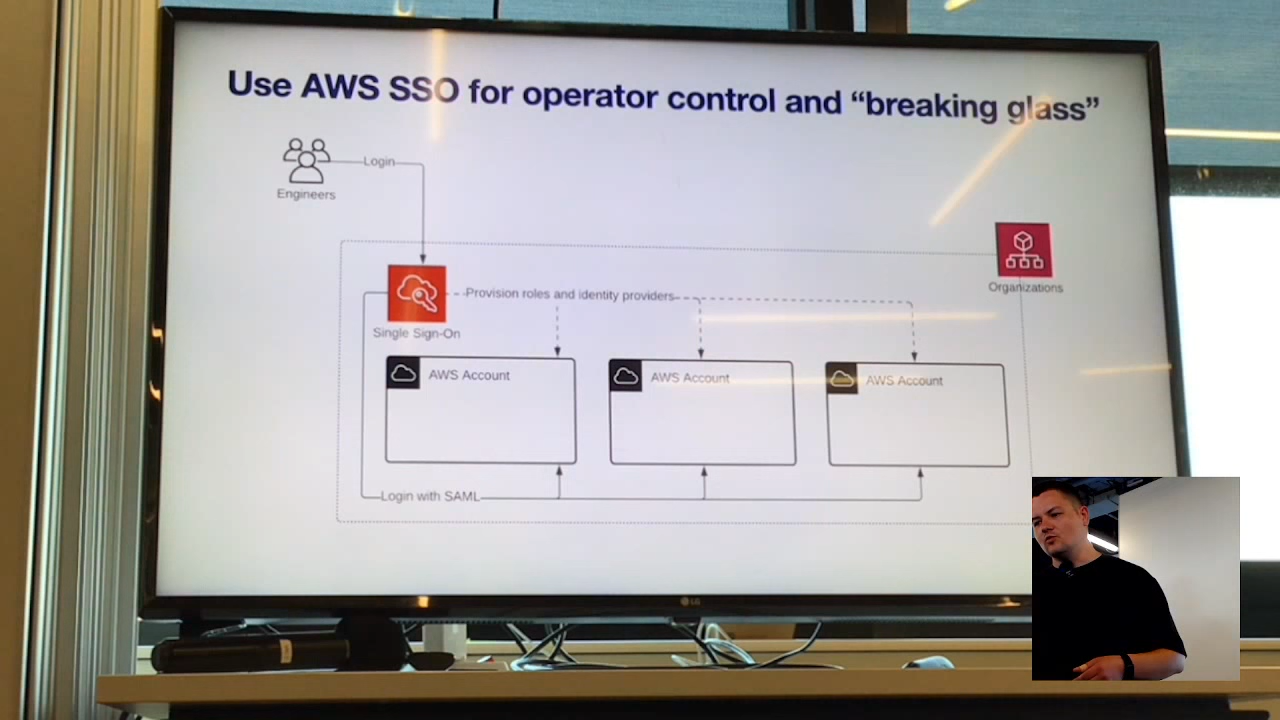 Use AWS SSO for operator control and “breaking glass”
Login
Engineers
Organizations
Provision roles and identity providers
Single Sign-On
AWS Account
AWS Account
AWS Account
Login with SAML
LG